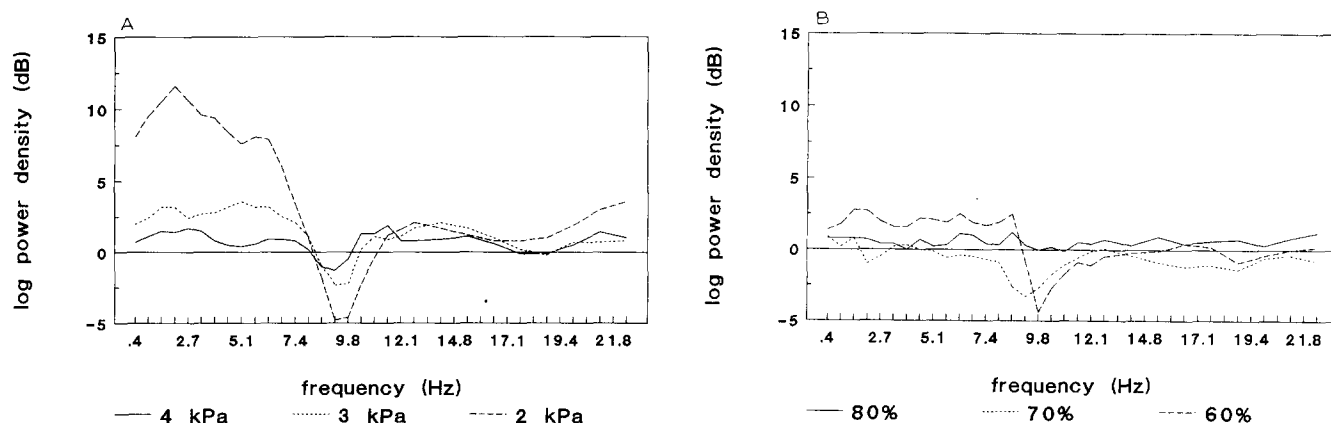 A
log power density (dB)
15
10
5
0
−5
.4 2.7 5.1 7.4 9.8 12.1 14.8 17.1 19.4 21.8
frequency (Hz)
4 kPa 3 kPa 2 kPa
B
log power density (dB)
15
10
5
0
−5
.4 2.7 5.1 7.4 9.8 12.1 14.8 17.1 19.4 21.8
frequency (Hz)
80% 70% 60%